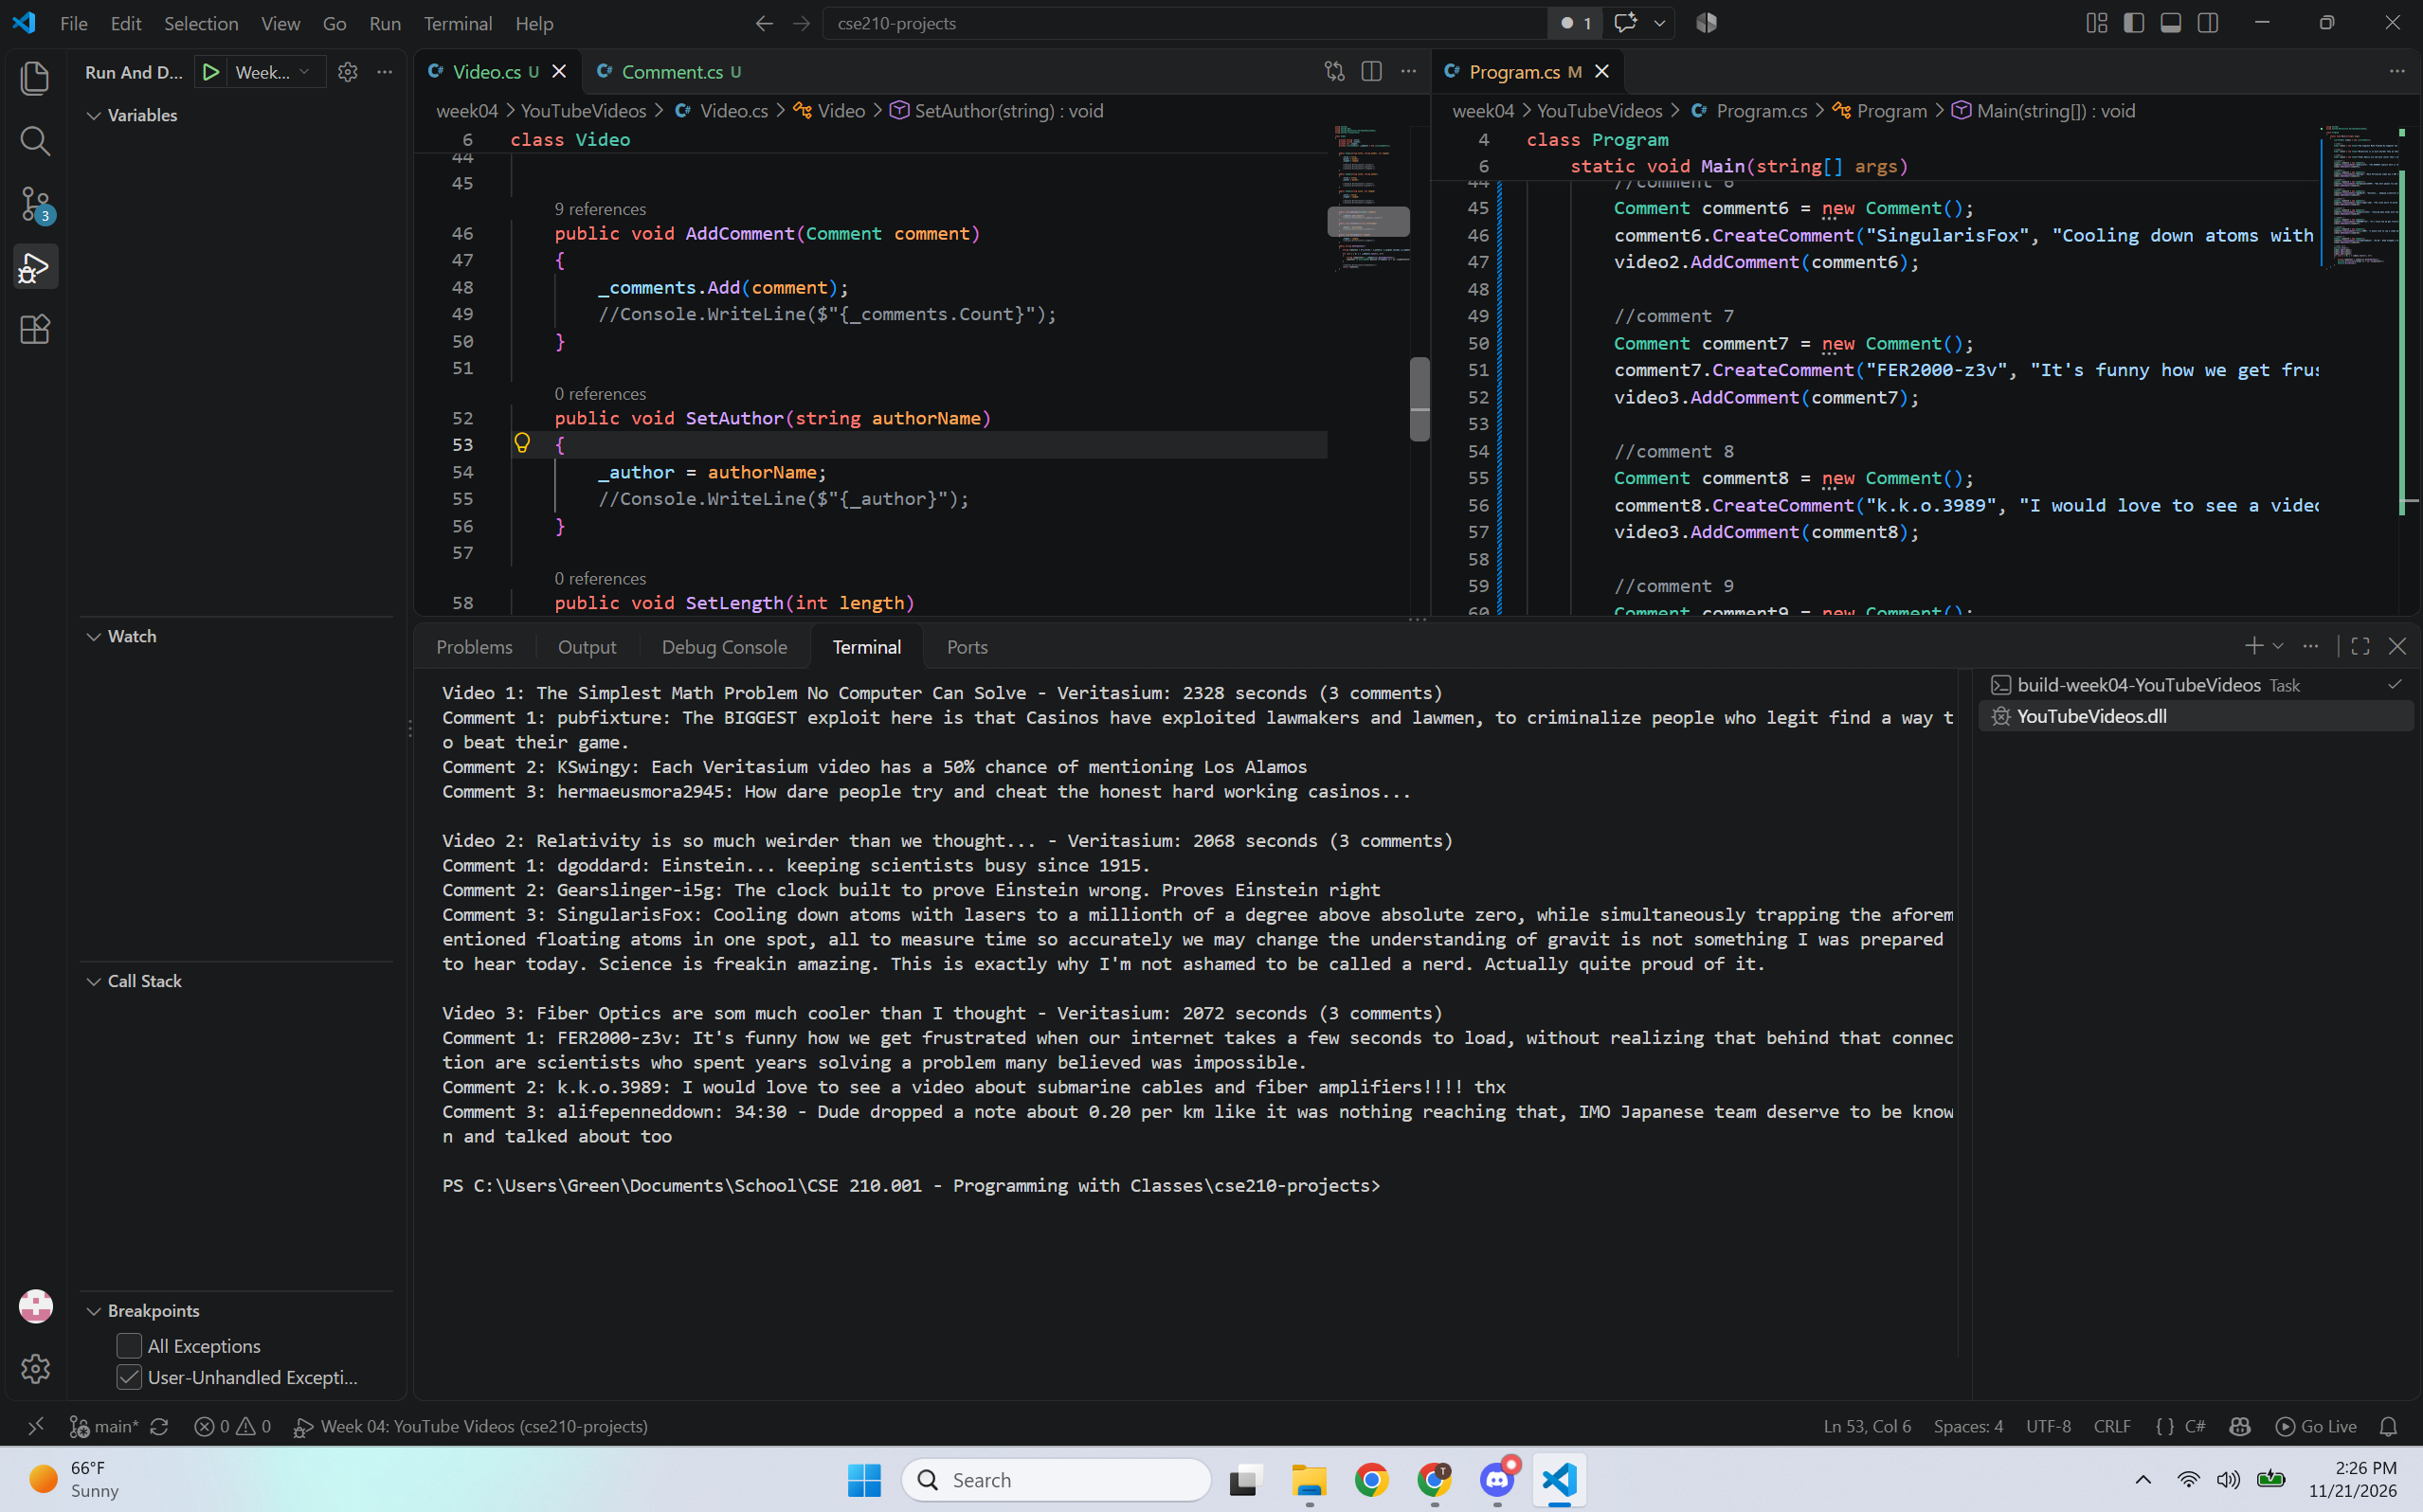 File Edit Selection View Go Run Terminal Help
cse210-projects
1
Run And D...
Week...
Video.cs U
Comment.cs U
Program.cs M
Variables
week04 > YouTubeVideos > Video.cs > Video > SetAuthor(string) : void
6 class Video
44
45
9 references
46 public void AddComment(Comment comment)
47 {
48 _comments.Add(comment);
49 //Console.WriteLine($"{_comments.Count}");
50 }
51
0 references
52 public void SetAuthor(string authorName)
53 {
54 _author = authorName;
55 //Console.WriteLine($"{_author}");
56 }
57
0 references
58 public void SetLength(int length)
week04 > YouTubeVideos > Program.cs > Program > Main(string[]) : void
4 class Program
6 static void Main(string[] args)
44 //comment 6
45 Comment comment6 = new Comment();
46 comment6.CreateComment("SingularisFox", "Cooling down atoms with
47 video2.AddComment(comment6);
48
49 //comment 7
50 Comment comment7 = new Comment();
51 comment7.CreateComment("FER2000-z3v", "It's funny how we get frus
52 video3.AddComment(comment7);
53
54 //comment 8
55 Comment comment8 = new Comment();
56 comment8.CreateComment("k.k.o.3989", "I would love to see a video
57 video3.AddComment(comment8);
58
59 //comment 9
60 Comment comment9 = new Comment();
3
Watch
Call Stack
Breakpoints
All Exceptions
User-Unhandled Excepti...
Problems Output Debug Console Terminal Ports
Video 1: The Simplest Math Problem No Computer Can Solve - Veritasium: 2328 seconds (3 comments)
Comment 1: pubfixture: The BIGGEST exploit here is that Casinos have exploited lawmakers and lawmen, to criminalize people who legit find a way t
o beat their game.
Comment 2: KSwingy: Each Veritasium video has a 50% chance of mentioning Los Alamos
Comment 3: hermaeusmora2945: How dare people try and cheat the honest hard working casinos...
Video 2: Relativity is so much weirder than we thought... - Veritasium: 2068 seconds (3 comments)
Comment 1: dgoddard: Einstein... keeping scientists busy since 1915.
Comment 2: Gearslinger-i5g: The clock built to prove Einstein wrong. Proves Einstein right
Comment 3: SingularisFox: Cooling down atoms with lasers to a millionth of a degree above absolute zero, while simultaneously trapping the aforem
entioned floating atoms in one spot, all to measure time so accurately we may change the understanding of gravit is not something I was prepared
to hear today. Science is freakin amazing. This is exactly why I'm not ashamed to be called a nerd. Actually quite proud of it.
Video 3: Fiber Optics are som much cooler than I thought - Veritasium: 2072 seconds (3 comments)
Comment 1: FER2000-z3v: It's funny how we get frustrated when our internet takes a few seconds to load, without realizing that behind that connec
tion are scientists who spent years solving a problem many believed was impossible.
Comment 2: k.k.o.3989: I would love to see a video about submarine cables and fiber amplifiers!!!! thx
Comment 3: alifepenneddown: 34:30 - Dude dropped a note about 0.20 per km like it was nothing reaching that, IMO Japanese team deserve to be know
n and talked about too
PS C:\Users\Green\Documents\School\CSE 210.001 - Programming with Classes\cse210-projects>
build-week04-YouTubeVideos Task
YouTubeVideos.dll
main* 0 0 Week 04: YouTube Videos (cse210-projects)
Ln 53, Col 6 Spaces: 4 UTF-8 CRLF {} C# Go Live
66°F
Sunny
Search
T
2:26 PM
11/21/2026